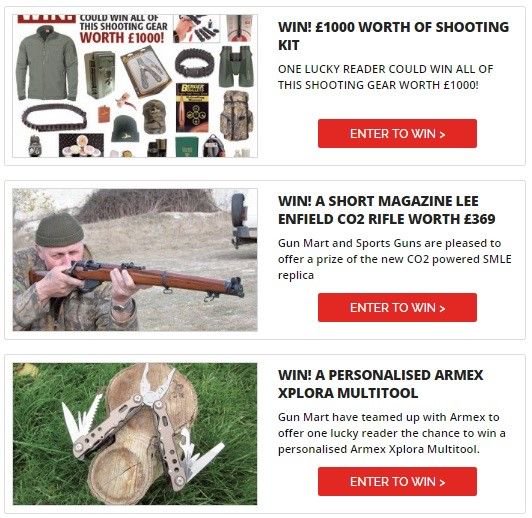 WIN!
COULD WIN ALL OF
THIS SHOOTING GEAR
WORTH £1000!
WIN! £1000 WORTH OF SHOOTING
KIT
ONE LUCKY READER COULD WIN ALL OF
THIS SHOOTING GEAR WORTH £1000!
ENTER TO WIN >
WIN! A SHORT MAGAZINE LEE
ENFIELD CO2 RIFLE WORTH £369
Gun Mart and Sports Guns are pleased to
offer a prize of the new CO2 powered SMLE
replica
ENTER TO WIN >
WIN! A PERSONALISED ARMEX
XPLORA MULTITOOL
Gun Mart have teamed up with Armex to
offer one lucky reader the chance to win a
personalised Armex Xplora Multitool.
ENTER TO WIN >